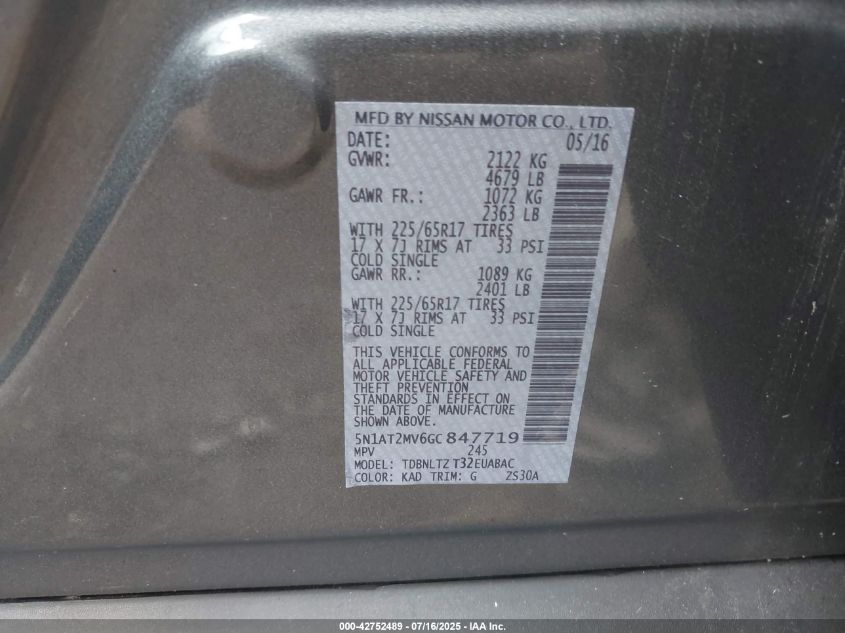 MFD BY NISSAN MOTOR CO., LTD.
DATE: 05/16
GVWR: 2122 KG
4679 LB
GAWR FR.: 1072 KG
2363 LB
WITH 225/65R17 TIRES
17 X 7J RIMS AT 33 PSI
COLD SINGLE
GAWR RR.: 1089 KG
2401 LB
WITH 225/65R17 TIRES
17 X 7J RIMS AT 33 PSI
COLD SINGLE
THIS VEHICLE CONFORMS TO
ALL APPLICABLE FEDERAL
MOTOR VEHICLE SAFETY AND
THEFT PREVENTION
STANDARDS IN EFFECT ON
THE DATE OF MANUFACTURE
SHOWN ABOVE.
5N1AT2MV6GC847719
MPV 245
MODEL: TDBNLTZ T32EUABAC
COLOR: KAD TRIM: G ZS30A
000-42752489 - 07/16/2025 - IAA Inc.